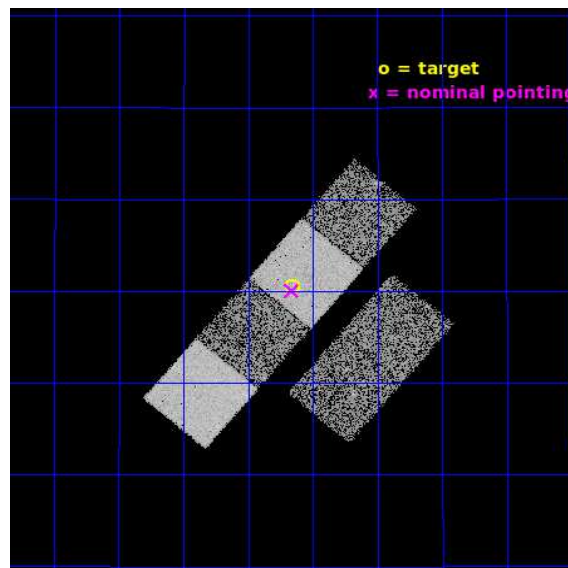 o = target
x = nominal pointing